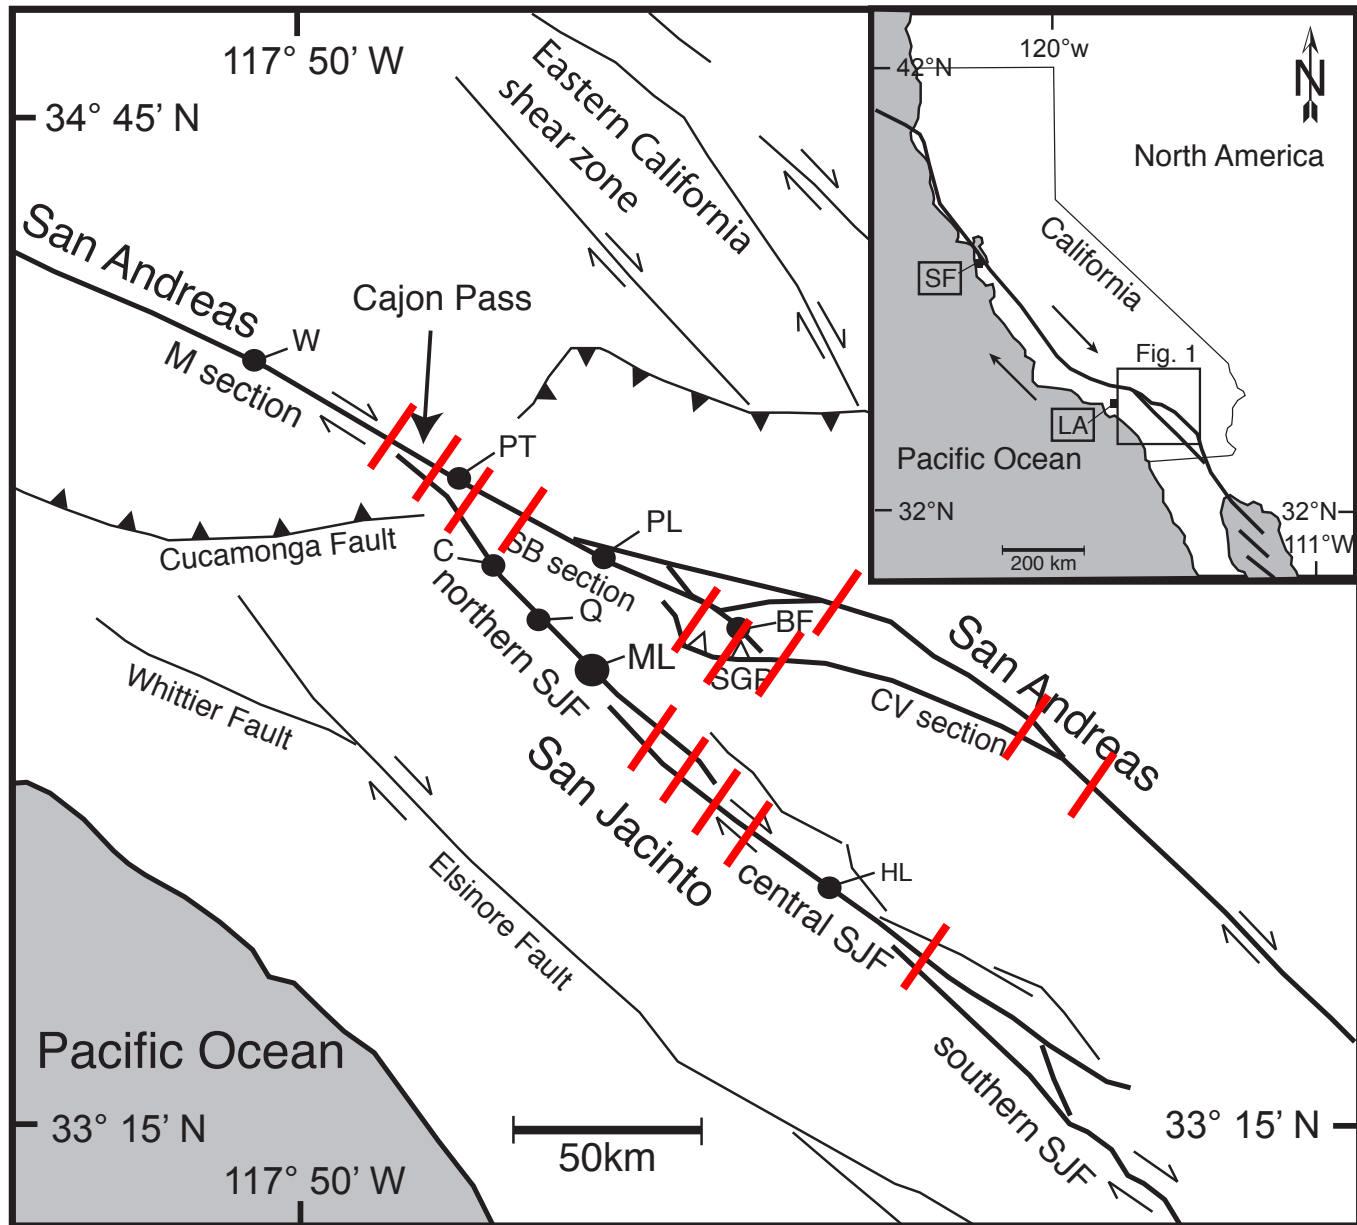 117° 50’ W
34° 45’ N
Eastern California
shear zone
San Andreas
Cajon Pass
W
M section
PT
PL
Cucamonga Fault
C
SB section
northern SJF
Q
BF
ML
SGP
Whittier Fault
CV section
San Andreas
San Jacinto
central SJF
HL
Elsinore Fault
southern SJF
Pacific Ocean
33° 15’ N
33° 15’ N
50km
117° 50’ W
120°w
42°N
N
North America
California
SF
Fig. 1
LA
Pacific Ocean
32°N
32°N
111°W
200 km